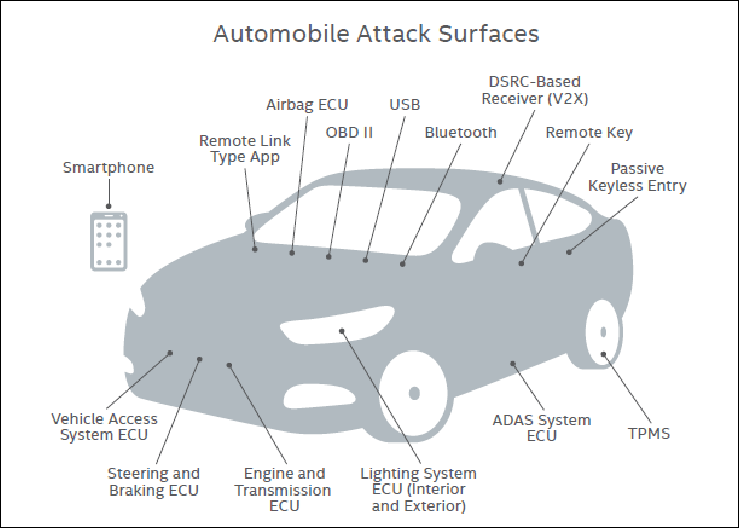 Automobile Attack Surfaces
DSRC-Based
Receiver (V2X)
Airbag ECU
USB
OBD II
Bluetooth
Remote Key
Remote Link
Type App
Smartphone
Passive
Keyless Entry
Vehicle Access
System ECU
ADAS System
ECU
TPMS
Steering and
Braking ECU
Engine and
Transmission
ECU
Lighting System
ECU (Interior
and Exterior)